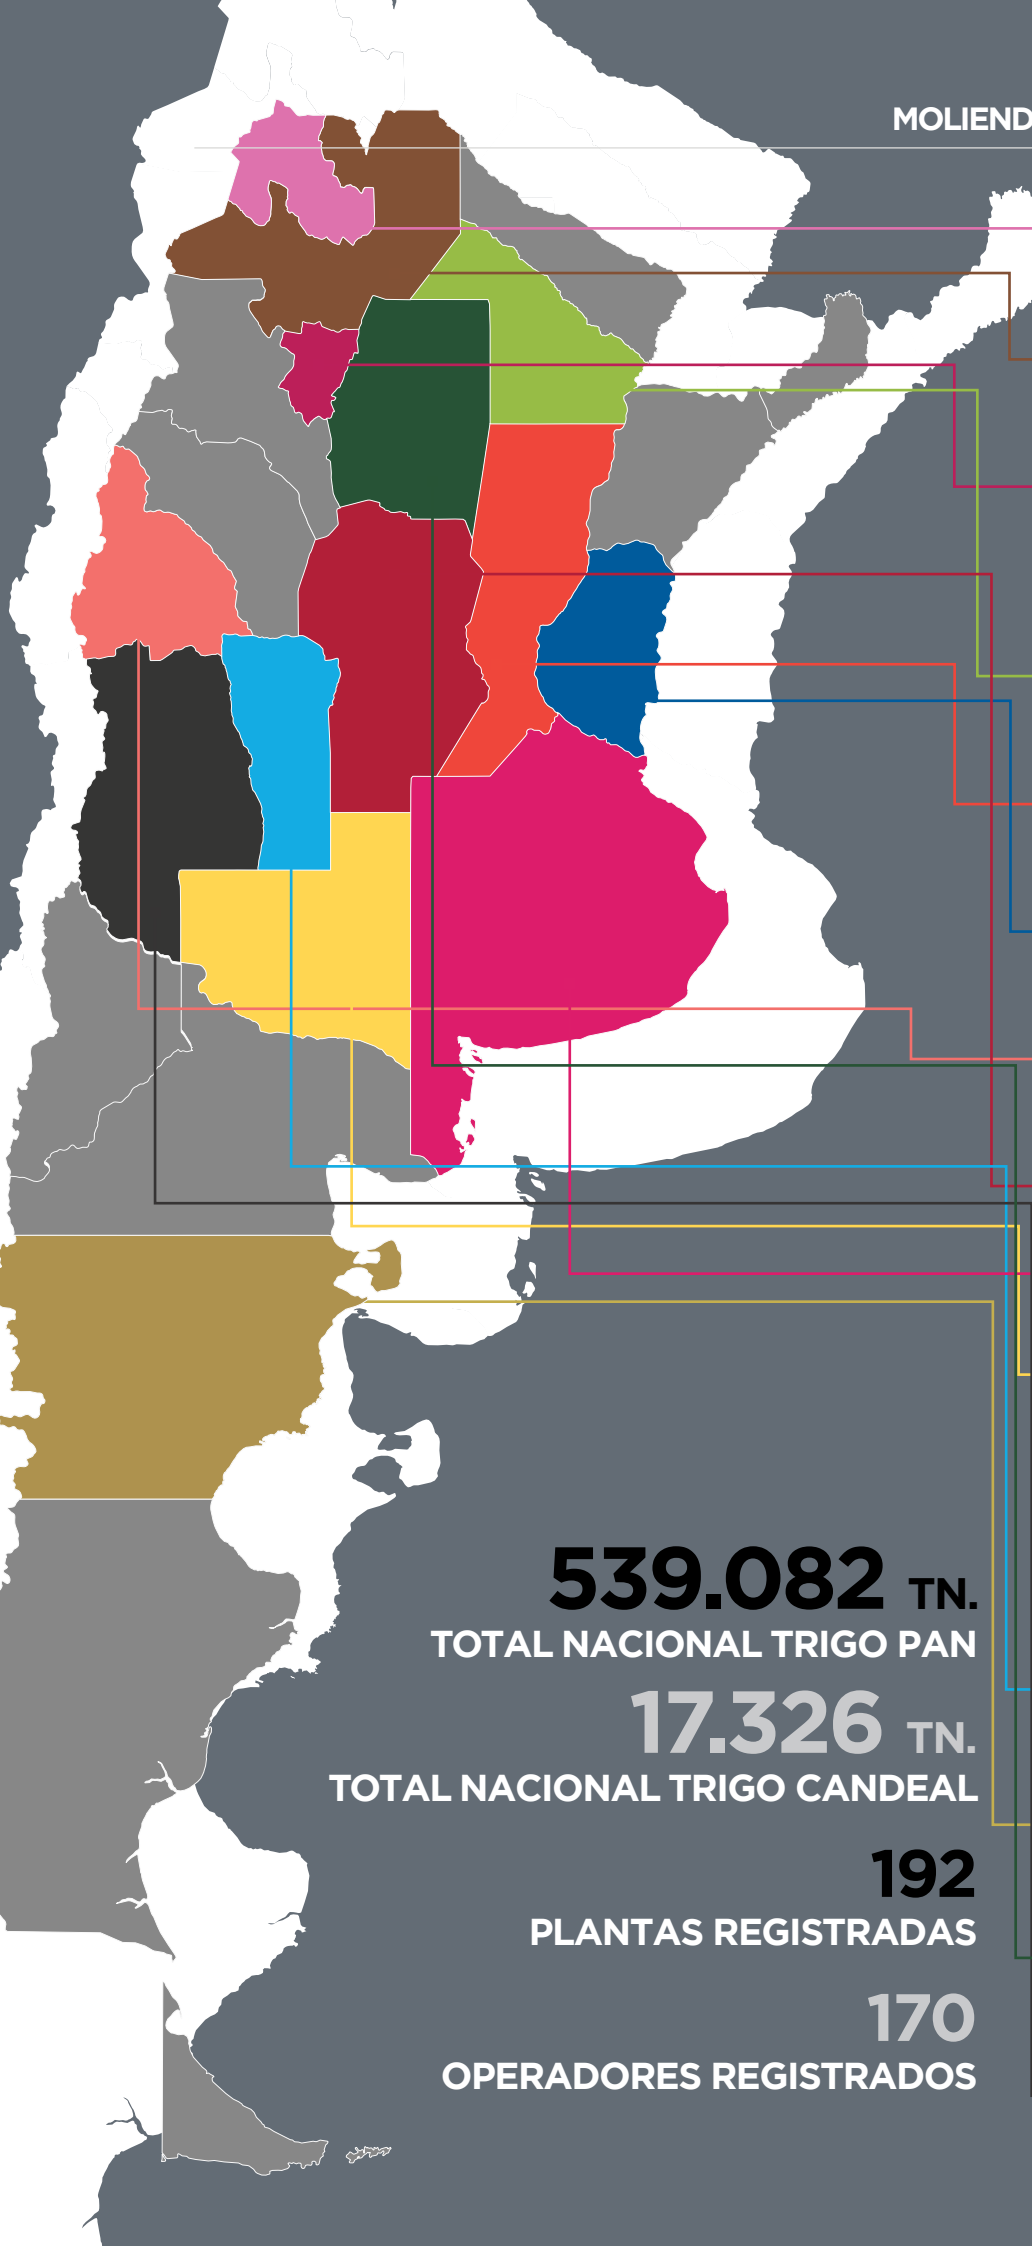 MOLIEND
539.082 TN.
TOTAL NACIONAL TRIGO PAN
17.326 TN.
TOTAL NACIONAL TRIGO CANDEAL
192
PLANTAS REGISTRADAS
170
OPERADORES REGISTRADOS